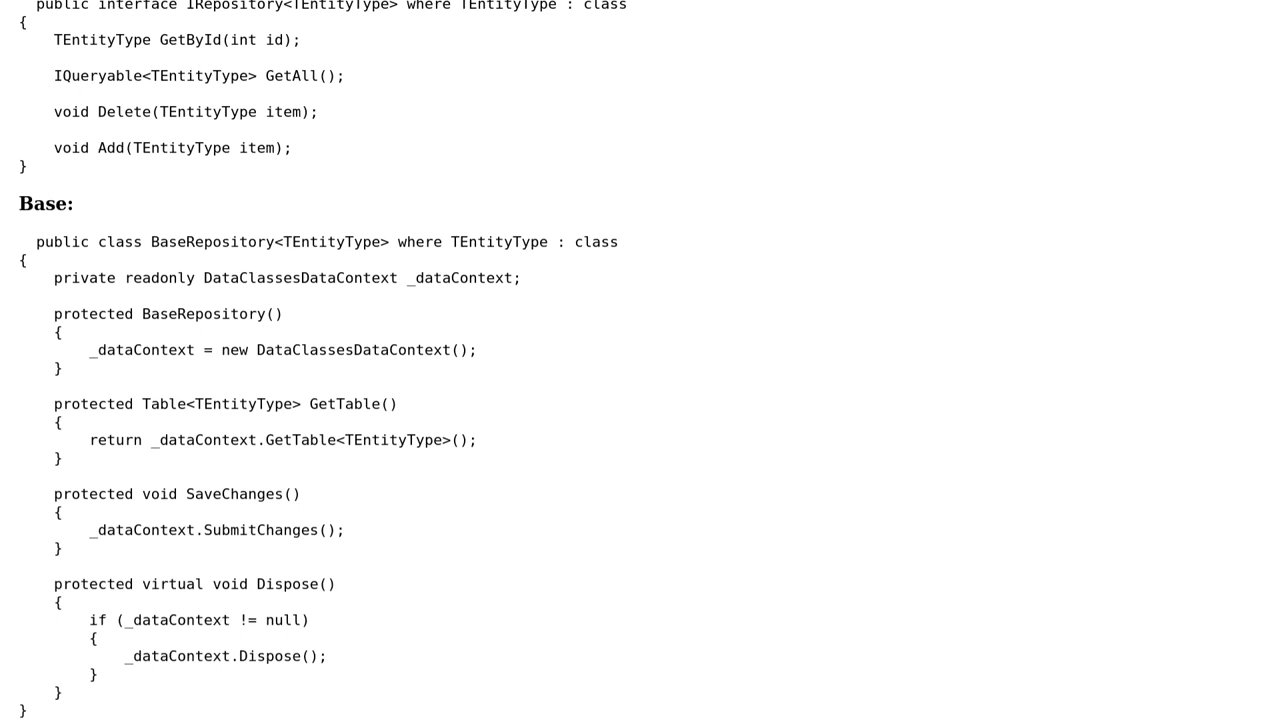 public interface IRepository<TEntityType> where TEntityType : class
{
    TEntityType GetById(int id);
    IQueryable<TEntityType> GetAll();
    void Delete(TEntityType item);
    void Add(TEntityType item);
}
Base:
  public class BaseRepository<TEntityType> where TEntityType : class
{
    private readonly DataClassesDataContext _dataContext;
    protected BaseRepository()
    {
        _dataContext = new DataClassesDataContext();
    }
    protected Table<TEntityType> GetTable()
    {
        return _dataContext.GetTable<TEntityType>();
    }
    protected void SaveChanges()
    {
        _dataContext.SubmitChanges();
    }
    protected virtual void Dispose()
    {
        if (_dataContext != null)
        {
            _dataContext.Dispose();
        }
    }
}